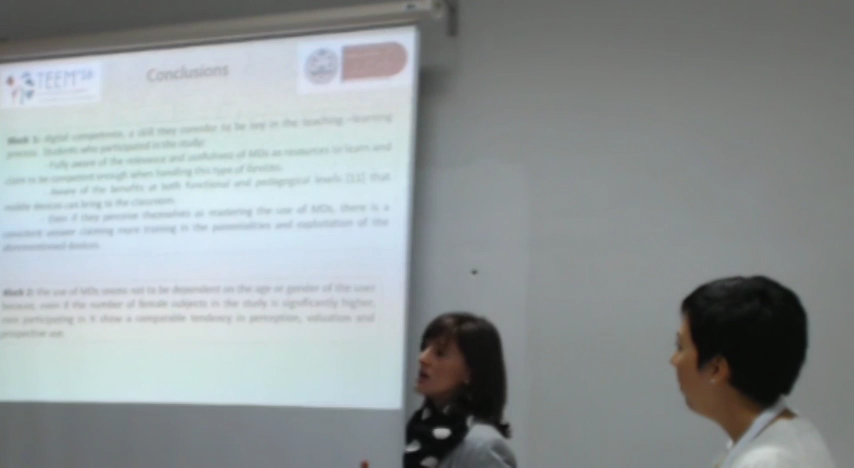 TEEM'16
Conclusions
Block 1: digital competence, a skill they consider to be key in the teaching–learning
process. Students who participated in this study:
Fully aware of the relevance and usefulness of MDs as resources to learn and
claim to be competent enough when handling this type of devices.
Aware of the benefits at both functional and pedagogical levels [11] that
mobile devices can bring to the classroom.
Even if they perceive themselves as mastering the use of MDs, there is a
consistent answer claiming more training in the potentialities and exploitation of the
aforementioned devices.
Block 2: the use of MDs seems not to be dependent on the age or gender of the user
because, even if the number of female subjects in the study is significantly higher,
men participating in it show a comparable tendency in perception, valuation and
prospective use.